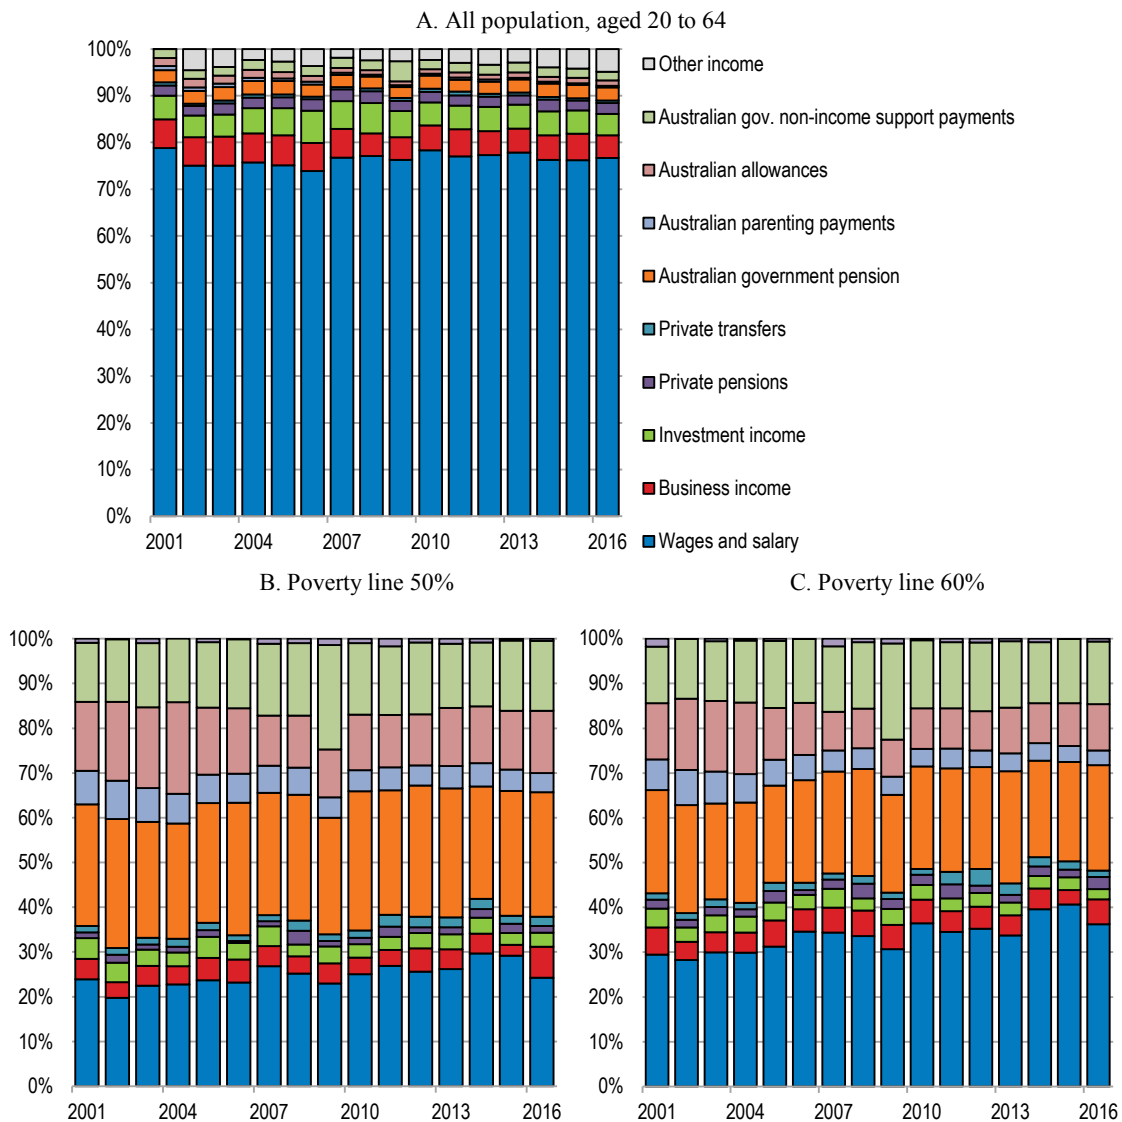 A. All population, aged 20 to 64
100%
90%
80%
70%
60%
50%
40%
30%
20%
10%
0%
2001 2004 2007 2010 2013 2016
Other income
Australian gov. non-income support payments
Australian allowances
Australian parenting payments
Australian government pension
Private transfers
Private pensions
Investment income
Business income
Wages and salary
B. Poverty line 50%
100%
90%
80%
70%
60%
50%
40%
30%
20%
10%
0%
2001 2004 2007 2010 2013 2016
C. Poverty line 60%
100%
90%
80%
70%
60%
50%
40%
30%
20%
10%
0%
2001 2004 2007 2010 2013 2016